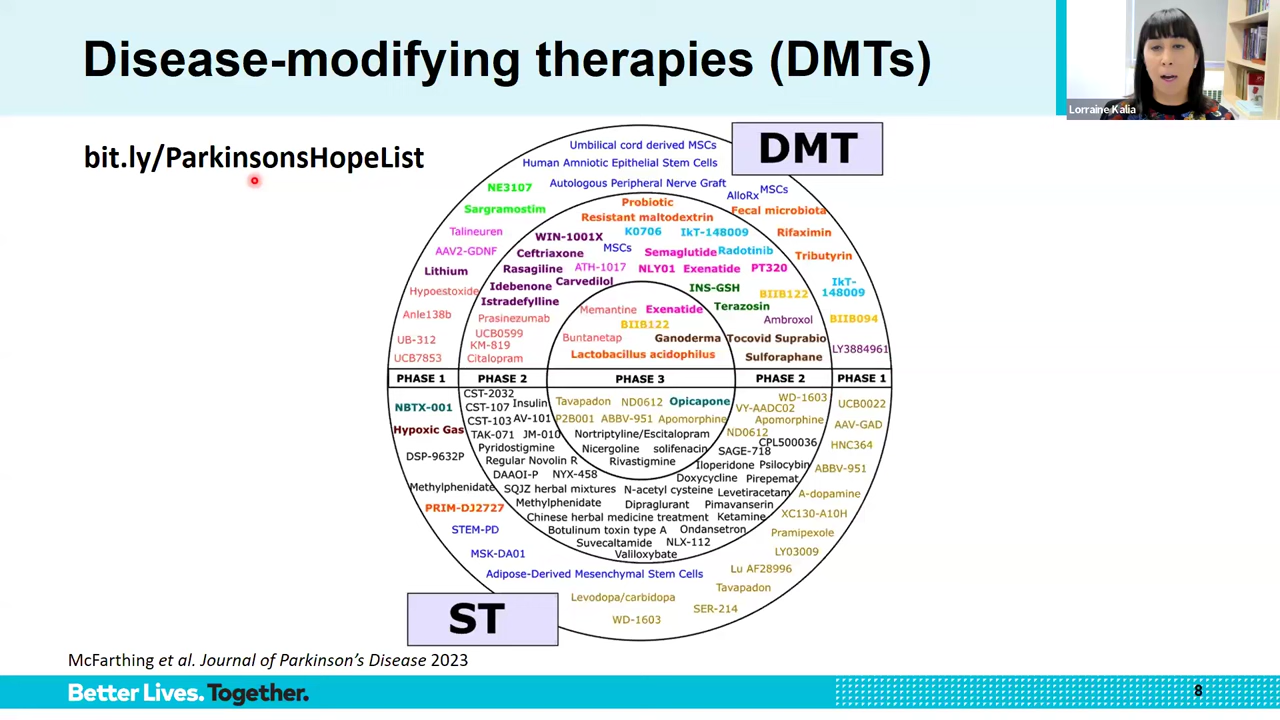 Disease-modifying therapies (DMTs)
Lorraine Kalia
bit.ly/ParkinsonsHopeList
DMT
Umbilical cord derived MSCs
Human Amniotic Epithelial Stem Cells
Autologous Peripheral Nerve Graft
NE3107
AlloRx
MSCs
Sargramostim
Probiotic
Fecal microbiota
Resistant maltodextrin
Talineuren
WIN-1001X
K0706
IkT-148009
Rifaximin
AAV2-GDNF
Ceftriaxone
MSCs
Semaglutide
Radotinib
Tributyrin
Lithium
Rasagiline
ATH-1017
NLY01
Exenatide
PT320
Idebenone
Carvedilol
INS-GSH
BIIB122
IkT-
148009
Hypoestoxide
Istradefylline
Memantine
Exenatide
Terazosin
Anle138b
Prasinezumab
BIIB122
Ambroxol
BIIB094
UB-312
UCB0599
KM-819
Buntanetap
Ganoderma
Tocovid Suprabio
LY3884961
UCB7853
Citalopram
Lactobacillus acidophilus
Sulforaphane
PHASE 1
PHASE 2
PHASE 3
PHASE 2
PHASE 1
NBTX-001
CST-2032
CST-107
Insulin
Tavapadon
ND0612
Opicapone
WD-1603
VY-AADC02
UCB0022
Hypoxic Gas
CST-103
AV-101
P2B001
ABBV-951
Apomorphine
Apomorphine
AAV-GAD
TAK-071
JM-010
Nortriptyline/Escitalopram
ND0612
CPL500036
HNC364
DSP-9632P
Pyridostigmine
Nicergoline
solifenacin
SAGE-718
Regular Novolin R
Rivastigmine
Iloperidone
Psilocybin
ABBV-951
DAAOI-P
NYX-458
Doxycycline
Pirepemat
Methylphenidate
SQJZ herbal mixtures
N-acetyl cysteine
Levetiracetam
A-dopamine
PRIM-DJ2727
Methylphenidate
Dipraglurant
Pimavanserin
XC130-A10H
Chinese herbal medicine treatment
Ketamine
STEM-PD
Botulinum toxin type A
Ondansetron
Pramipexole
MSK-DA01
Suvecaltamide
NLX-112
LY03009
Valiloxybate
Adipose-Derived Mesenchymal Stem Cells
Lu AF28996
Tavapadon
Levodopa/carbidopa
SER-214
WD-1603
ST
McFarthing et al. Journal of Parkinson's Disease 2023
Better Lives. Together.
8